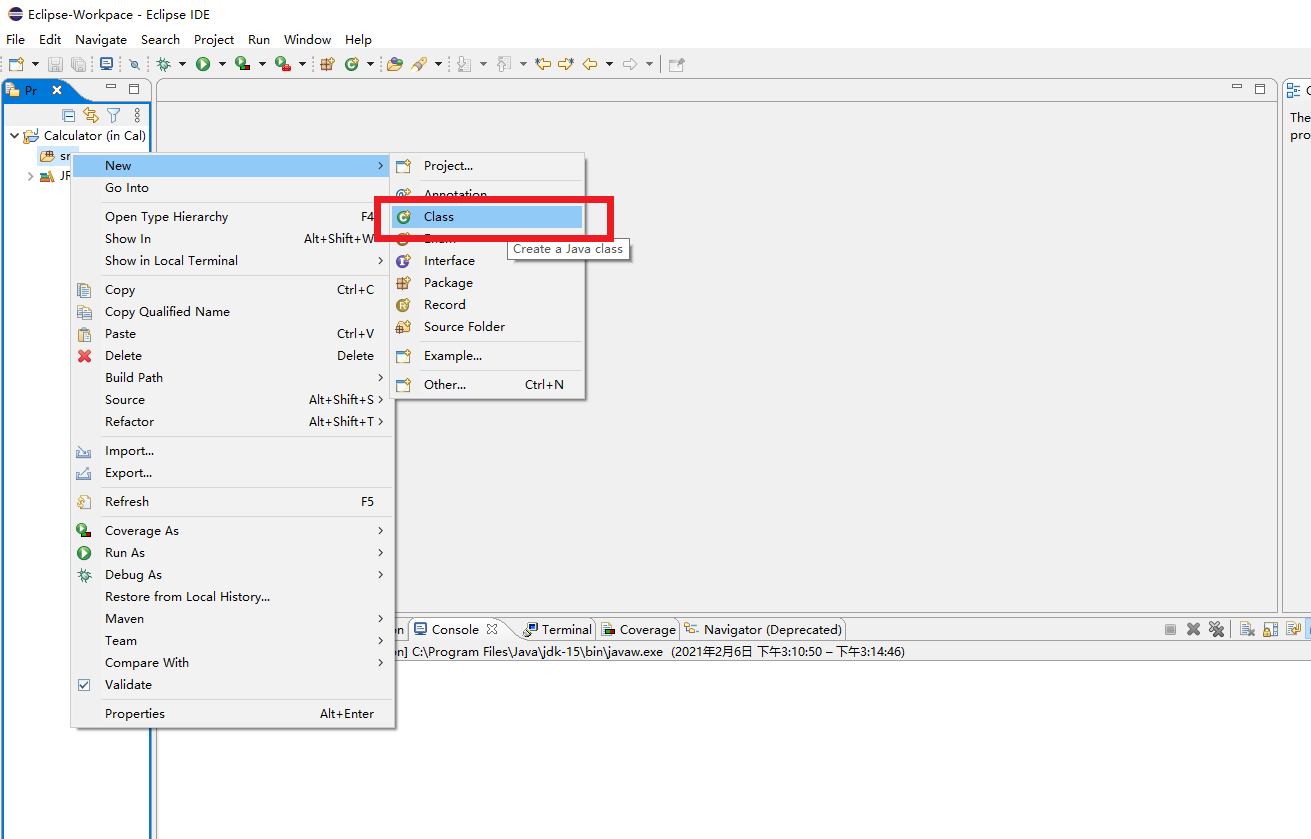 Eclipse-Workpace - Eclipse IDE
File Edit Navigate Search Project Run Window Help
Pr
The
pro
Calculator (in Cal)
New
Go Into
Open Type Hierarchy F4
Show In Alt+Shift+W
Show in Local Terminal
Copy Ctrl+C
Copy Qualified Name
Paste Ctrl+V
Delete Delete
Build Path
Source Alt+Shift+S
Refactor Alt+Shift+T
Import...
Export...
Refresh F5
Coverage As
Run As
Debug As
Restore from Local History...
Maven
Team
Compare With
Validate
Properties Alt+Enter
Project...
Annotation
Class
Create a Java class
Interface
Package
Record
Source Folder
Example...
Other... Ctrl+N
on Console Terminal Coverage Navigator (Deprecated)
on] C:\Program Files\Java\jdk-15\bin\javaw.exe (2021年2月6日 下午3:10:50 – 下午3:14:46)